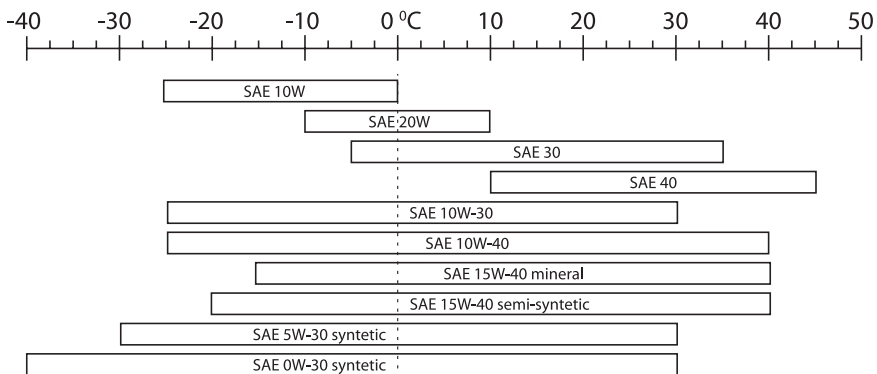 -40 -30 -20 -10 0 ⁰C 10 20 30 40 50
SAE 10W
SAE 20W
SAE 30
SAE 40
SAE 10W-30
SAE 10W-40
SAE 15W-40 mineral
SAE 15W-40 semi-syntetic
SAE 5W-30 syntetic
SAE 0W-30 syntetic